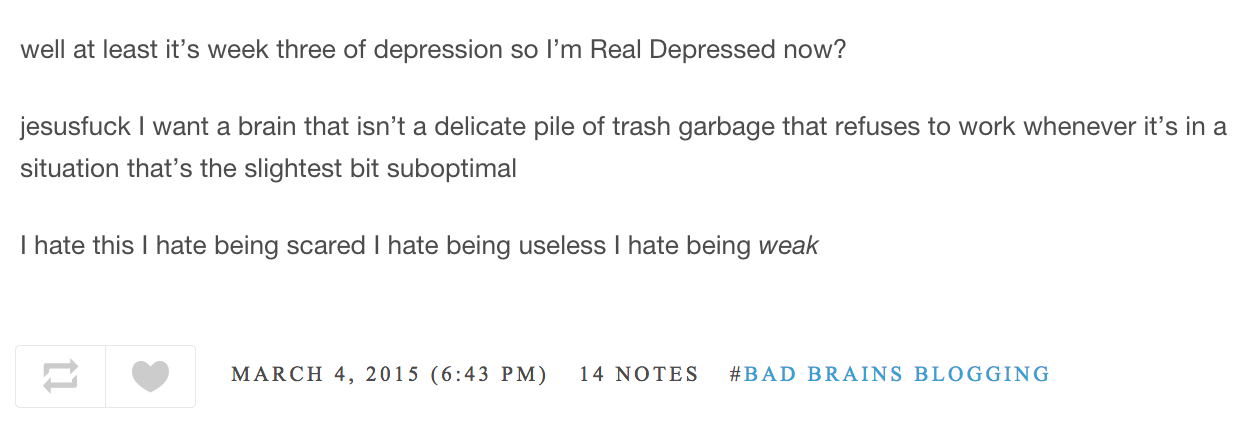 well at least it’s week three of depression so I’m Real Depressed now?
jesusfuck I want a brain that isn’t a delicate pile of trash garbage that refuses to work whenever it’s in a
situation that’s the slightest bit suboptimal
I hate this I hate being scared I hate being useless I hate being weak
MARCH 4, 2015 (6:43 PM) 14 NOTES #BAD BRAINS BLOGGING